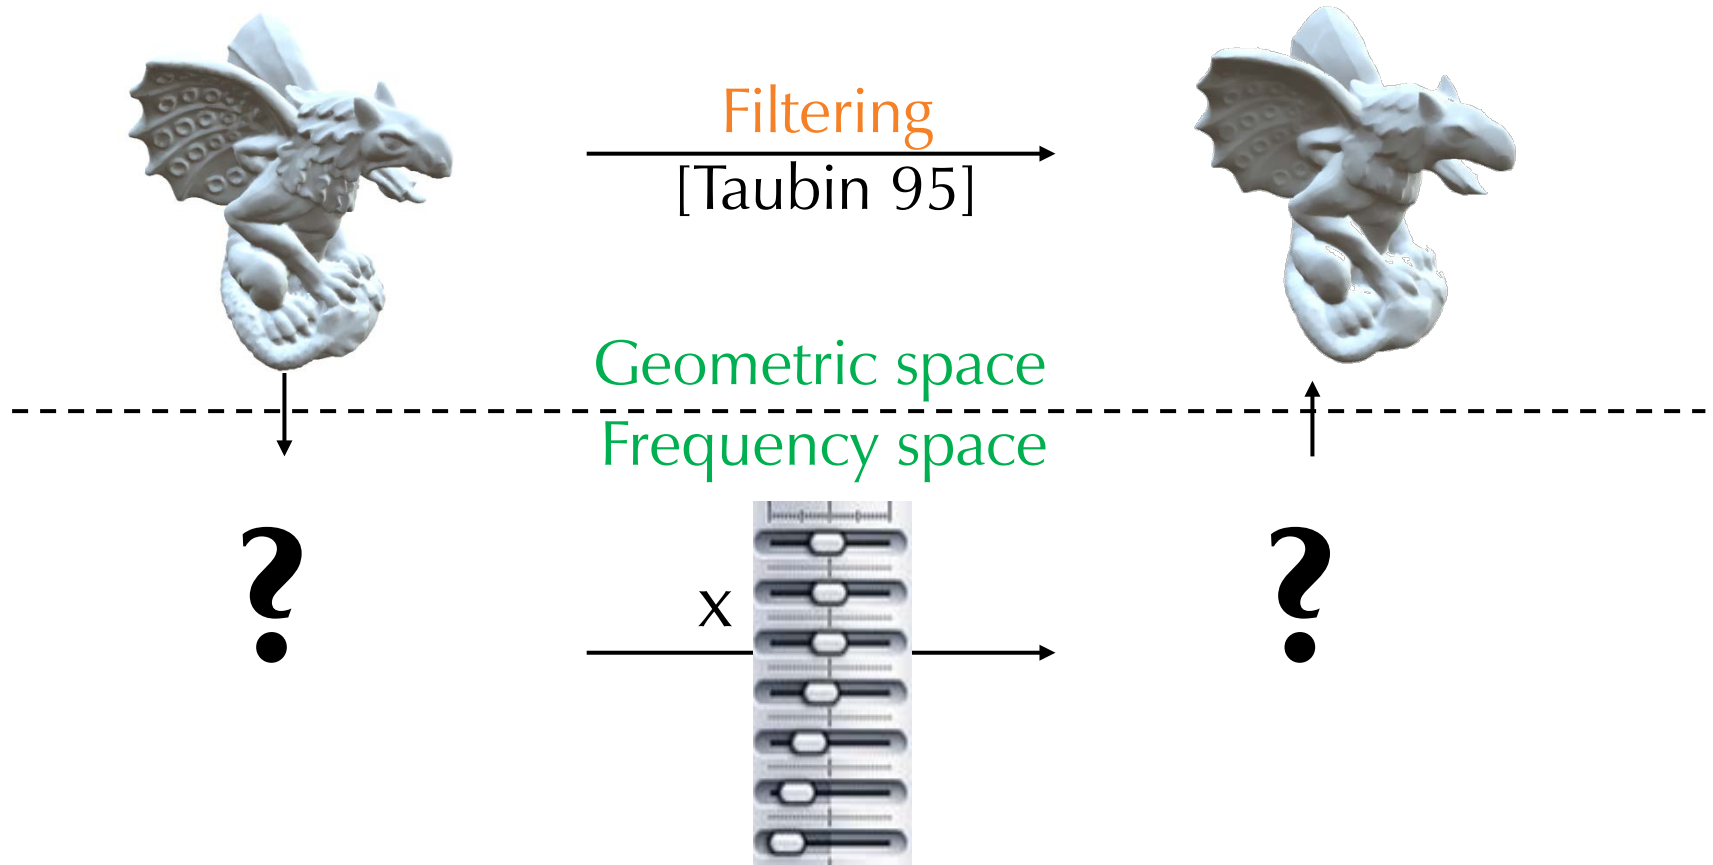 Filtering
[Taubin 95]
Geometric space
Frequency space
?
x
?